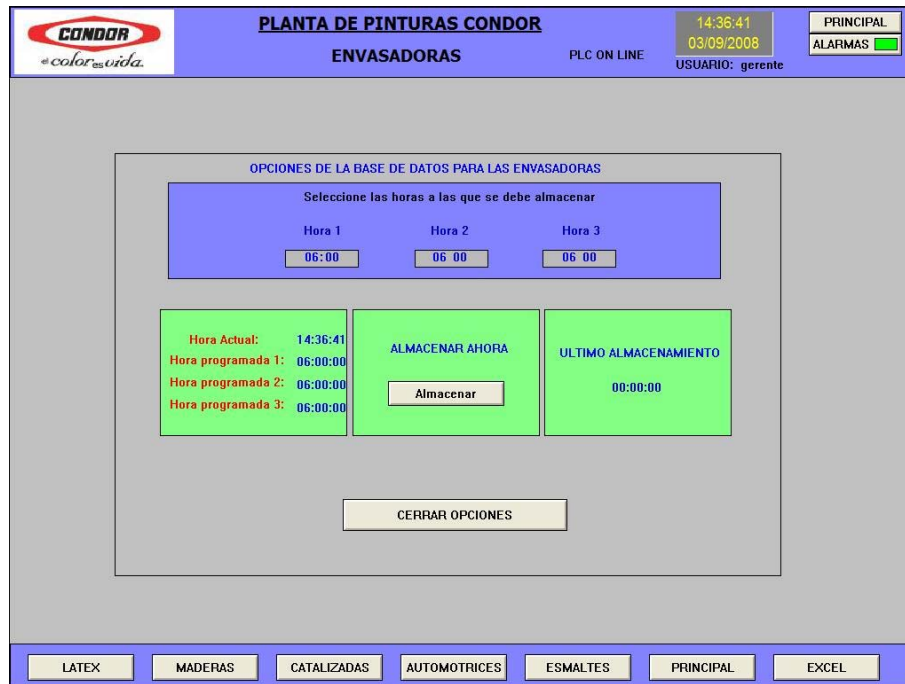 CONDOR
el color es vida.
PLANTA DE PINTURAS CONDOR
ENVASADORAS
PLC ON LINE
14:36:41
03/09/2008
USUARIO: gerente
PRINCIPAL
ALARMAS
OPCIONES DE LA BASE DE DATOS PARA LAS ENVASADORAS
Seleccione las horas a las que se debe almacenar
Hora 1 Hora 2 Hora 3
06:00 06 00 06 00
Hora Actual: 14:36:41
Hora programada 1: 06:00:00
Hora programada 2: 06:00:00
Hora programada 3: 06:00:00
ALMACENAR AHORA
Almacenar
ULTIMO ALMACENAMIENTO
00:00:00
CERRAR OPCIONES
LATEX MADERAS CATALIZADAS AUTOMOTRICES ESMALTES PRINCIPAL EXCEL